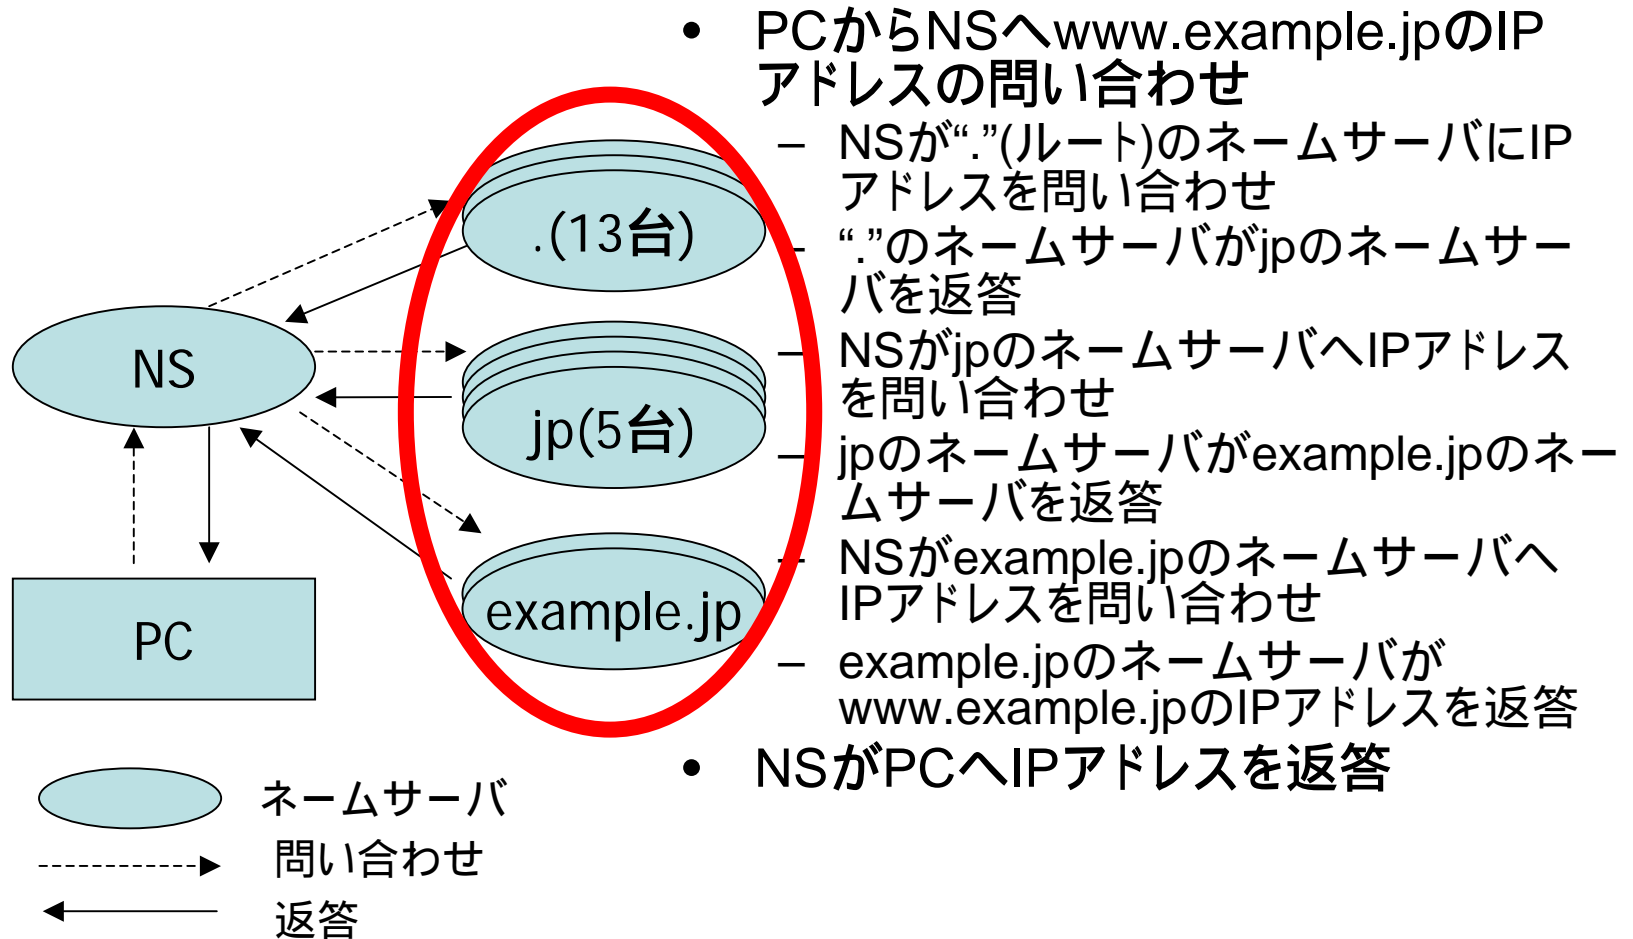 • PCからNSへwww.example.jpのIP
アドレスの問い合わせ
– NSが“.”(ルート)のネームサーバにIP
アドレスを問い合わせ
– “.”のネームサーバがjpのネームサー
バを返答
– NSがjpのネームサーバへIPアドレス
を問い合わせ
– jpのネームサーバがexample.jpのネー
ムサーバを返答
– NSがexample.jpのネームサーバへ
IPアドレスを問い合わせ
– example.jpのネームサーバが
www.example.jpのIPアドレスを返答
• NSがPCへIPアドレスを返答
.(13台)
NS
jp(5台)
example.jp
PC
ネームサーバ
問い合わせ
返答